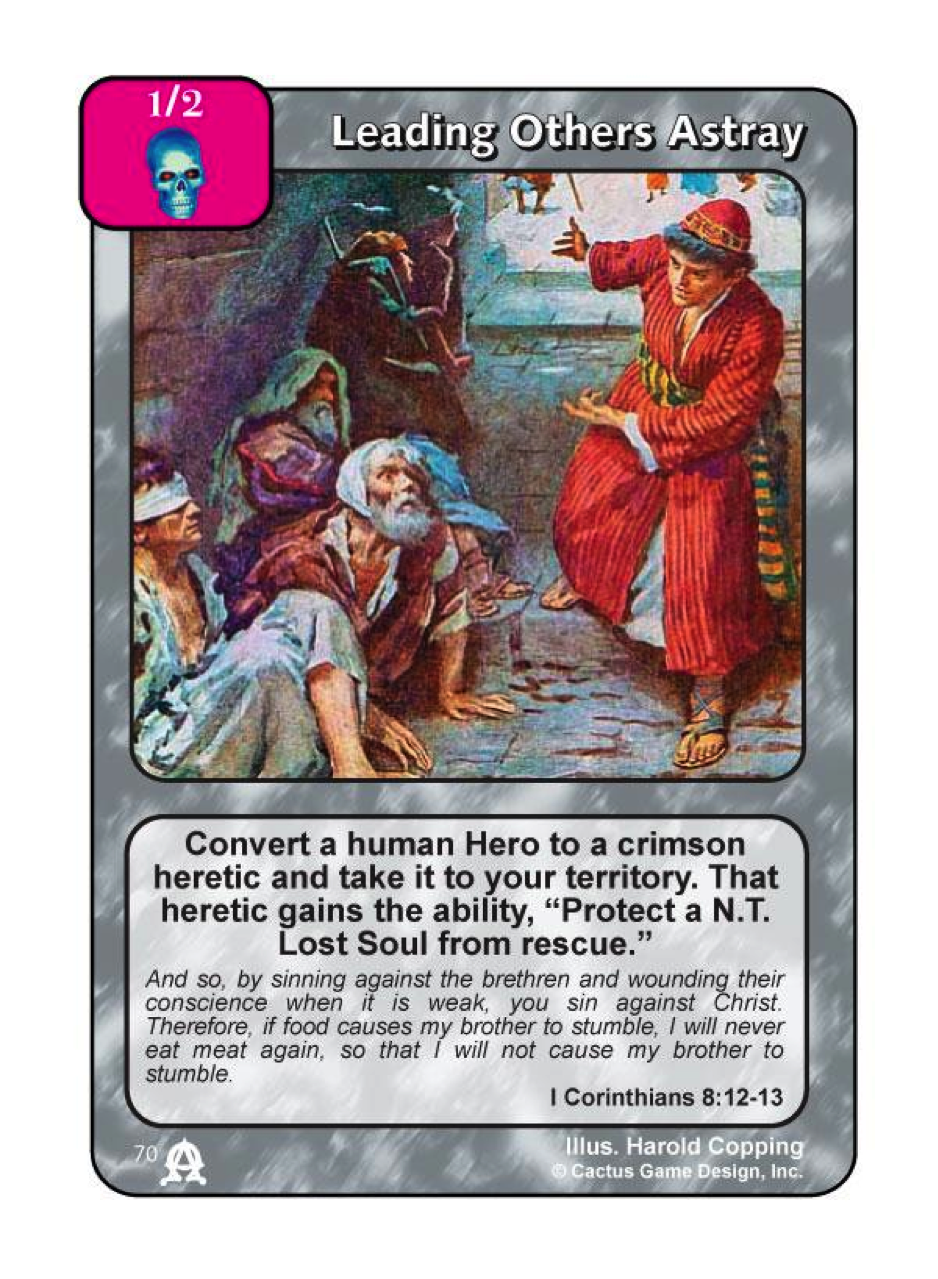 1/2
Leading Others Astray
Convert a human Hero to a crimson
heretic and take it to your territory. That
heretic gains the ability, “Protect a N.T.
Lost Soul from rescue.”
And so, by sinning against the brethren and wounding their
conscience when it is weak, you sin against Christ.
Therefore, if food causes my brother to stumble, I will never
eat meat again, so that I will not cause my brother to
stumble.
I Corinthians 8:12-13
70
Illus. Harold Copping
© Cactus Game Design, Inc.